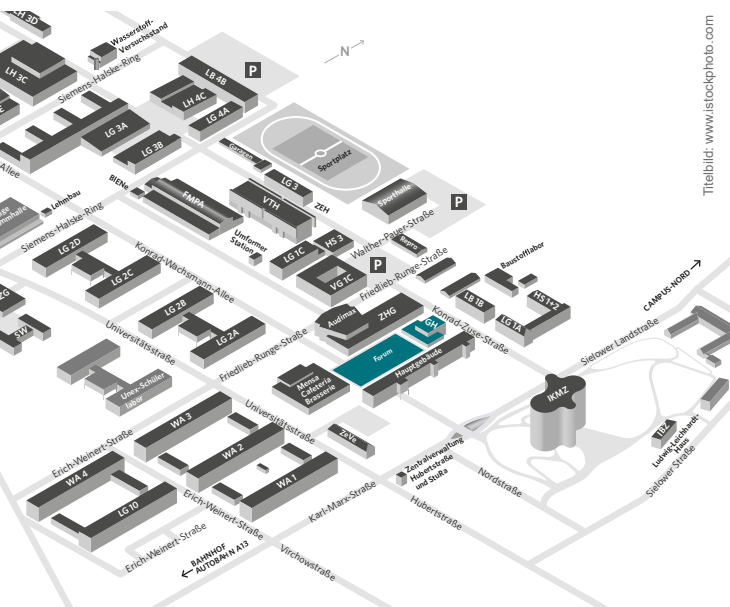 CH 3D
Wasserstoff-
Versuchsstand
N
Titelbild: www.istockphoto.com
LH 3C
Siemens-Halske-Ring
P
LB 4B
LH 4C
LG 4A
LG 3A
LG 3B
Garagen
Sportplatz
Allee
BIENe
FMPA
LG 3
VTH
ZEH
Sporthalle
P
Lehmbau
Siemens-Halske-Ring
Umformer
Station
Walther-Pauer-Straße
LG 2D
LG 2C
Konrad-Wachsmann-Allee
LG 1C
HS 3
Repro
VG 1C
P
Friedlieb-Runge-Straße
Baustofflabor
CAMPUS-NORD
ZG
SW
LG 2B
LG 2A
Universitätsstraße
Audimax
ZHG
GH
LB 1B
LG 1A
HS 1+2
Konrad-Zuse-Straße
Sielower Landstraße
Friedlieb-Runge-Straße
Forum
Hauptgebäude
Unex-Schüler
labor
Mensa
Cafeteria
Brasserie
IKMZ
WA 3
Universitätsstraße
ZeVe
TBZ
Ludwig-Leichhardt-
Haus
Erich-Weinert-Straße
WA 2
WA 4
WA 1
Zentralverwaltung
Hubertstraße
und StuRa
Nordstraße
Sielower Straße
LG 10
Erich-Weinert-Straße
Karl-Marx-Straße
Hubertstraße
Erich-Weinert-Straße
BAHNHOF
AUTOBAHN A13
Virchowstraße